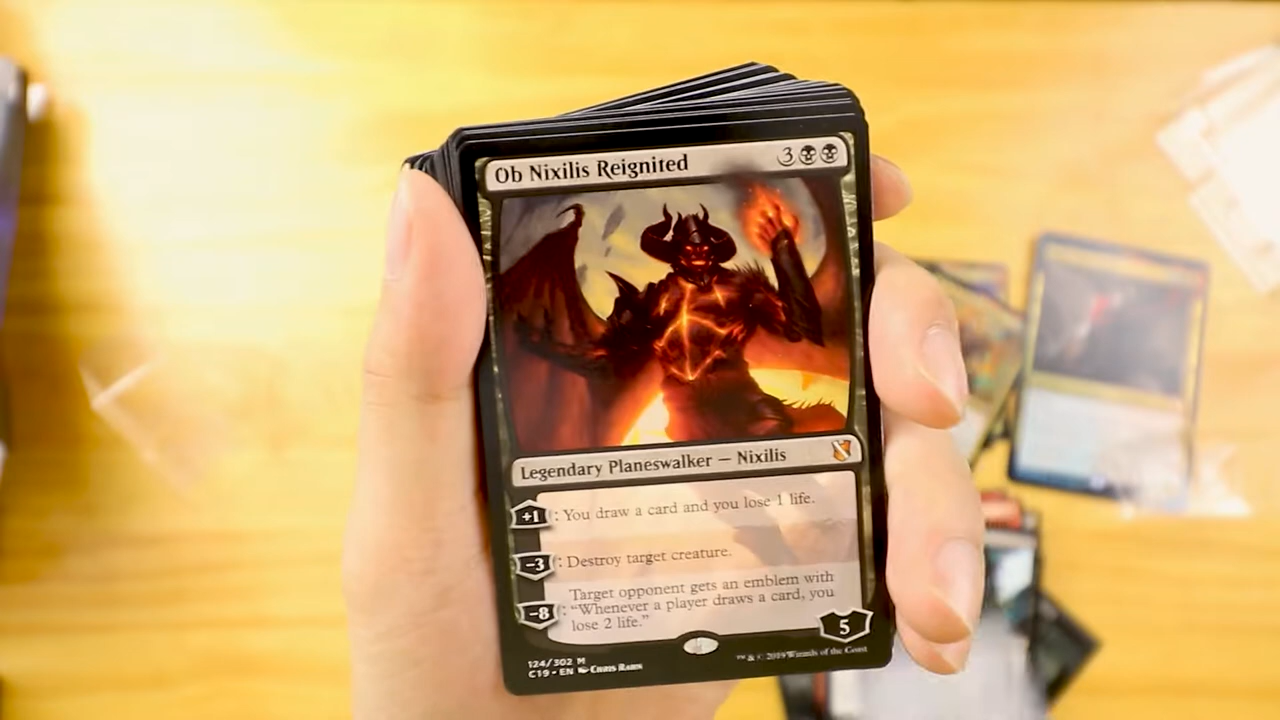 Ob Nixilis Reignited 3
Legendary Planeswalker — Nixilis
+1 : You draw a card and you lose 1 life.
−3 : Destroy target creature.
Target opponent gets an emblem with
−8 : “Whenever a player draws a card, you
lose 2 life.”
5
124/302 M
C19 • EN Chris Rahn
™ & © 2019 Wizards of the Coast